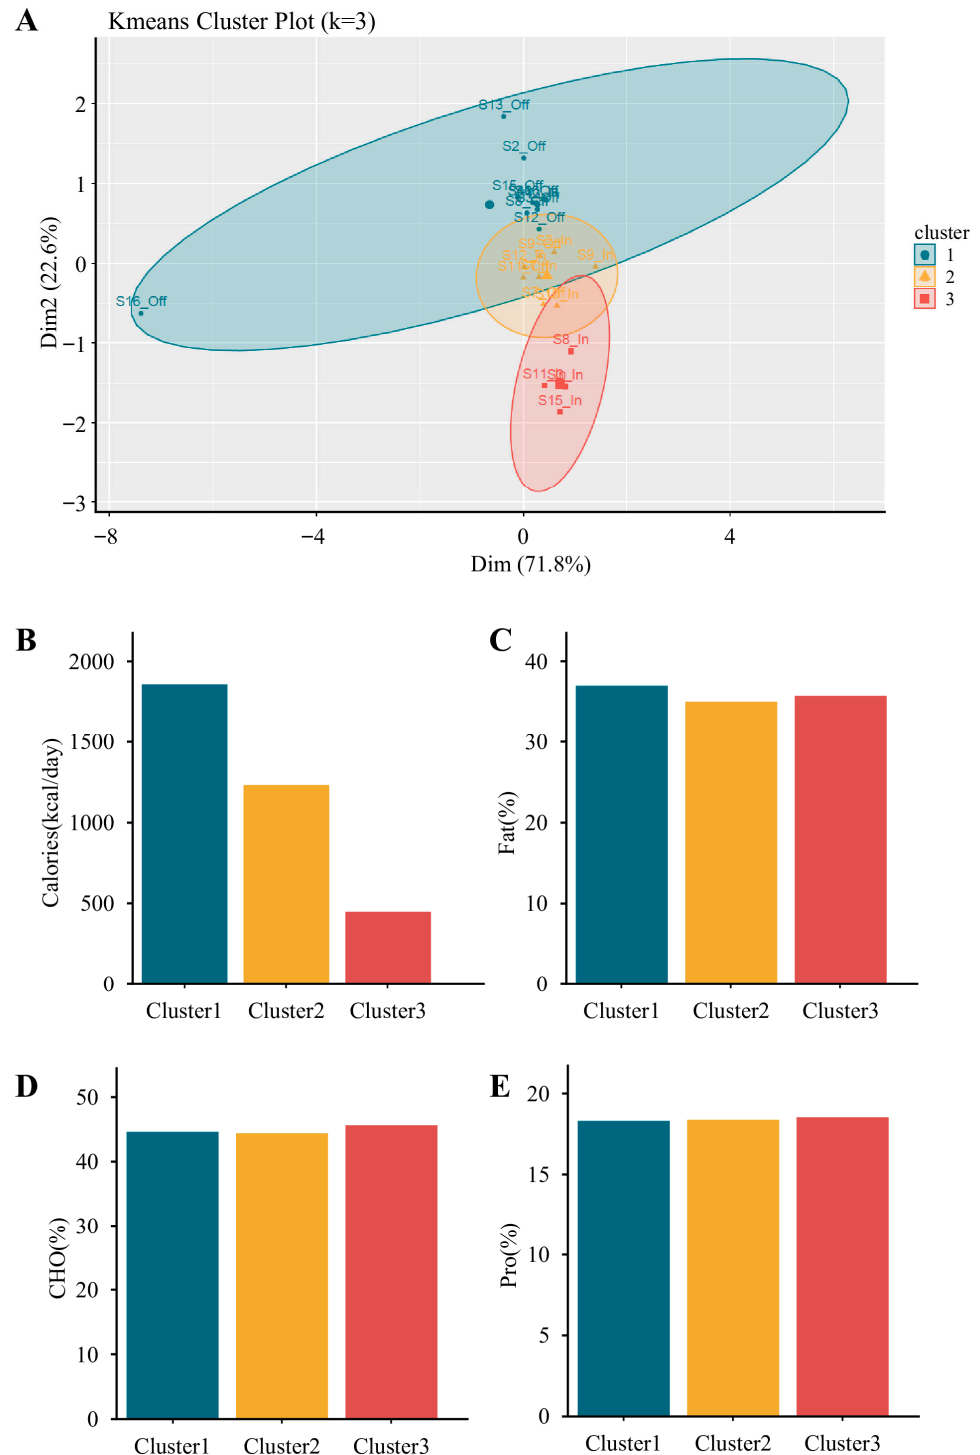 A
Kmeans Cluster Plot (k=3)
Dim2 (22.6%)
2
1
0
−1
−2
−3
S13_Off
S2_Off
S15_Off
S12_Off
S9_In
S16_Off
S8_In
S11
S15_In
−8
−4
0
4
Dim (71.8%)
cluster
1
2
3
B
Calories(kcal/day)
2000
1500
1000
500
0
Cluster1
Cluster2
Cluster3
C
Fat(%)
40
30
20
10
0
Cluster1
Cluster2
Cluster3
D
CHO(%)
50
40
30
20
10
0
Cluster1
Cluster2
Cluster3
E
Pro(%)
20
15
10
5
0
Cluster1
Cluster2
Cluster3